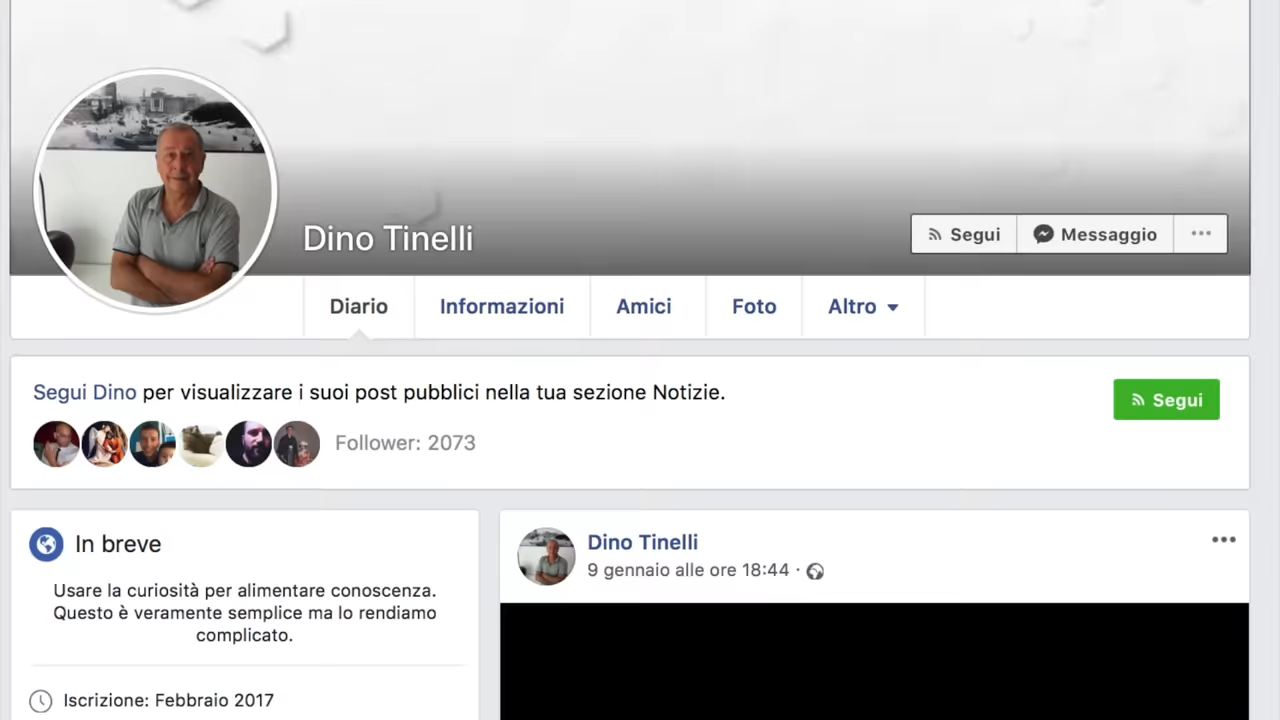 Dino Tinelli
Segui
Messaggio
Diario
Informazioni
Amici
Foto
Altro
Segui Dino per visualizzare i suoi post pubblici nella tua sezione Notizie.
Segui
Follower: 2073
In breve
Usare la curiosità per alimentare conoscenza.
Questo è veramente semplice ma lo rendiamo
complicato.
Iscrizione: Febbraio 2017
Dino Tinelli
9 gennaio alle ore 18:44 ·